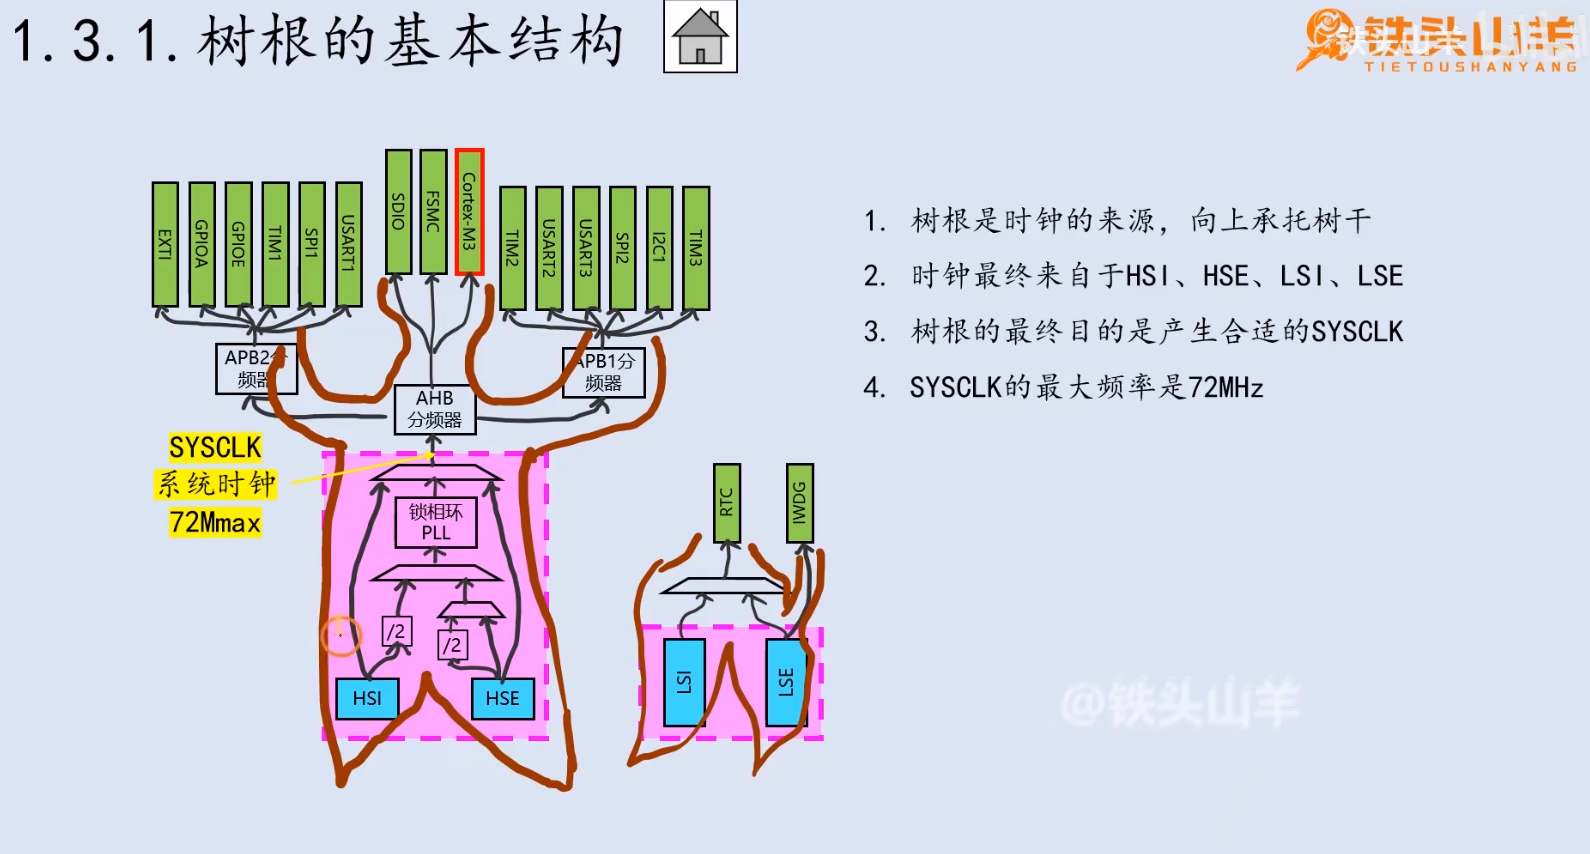 1.3.1.树根的基本结构
铁头山羊
TIETOUSHANYANG
SDIO
FSMC
Cortex-M3
EXTI
GPIOA
GPIOE
TIM1
SPI1
USART1
TIM2
USART2
USART3
SPI2
I2C1
TIM3
APB2分
频器
APB1分
频器
AHB
分频器
SYSCLK
系统时钟
72Mmax
锁相环
PLL
/2
/2
HSI
HSE
RTC
IWDG
LSI
LSE
1. 树根是时钟的来源，向上承托树干
2. 时钟最终来自于HSI、HSE、LSI、LSE
3. 树根的最终目的是产生合适的SYSCLK
4. SYSCLK的最大频率是72MHz
@铁头山羊